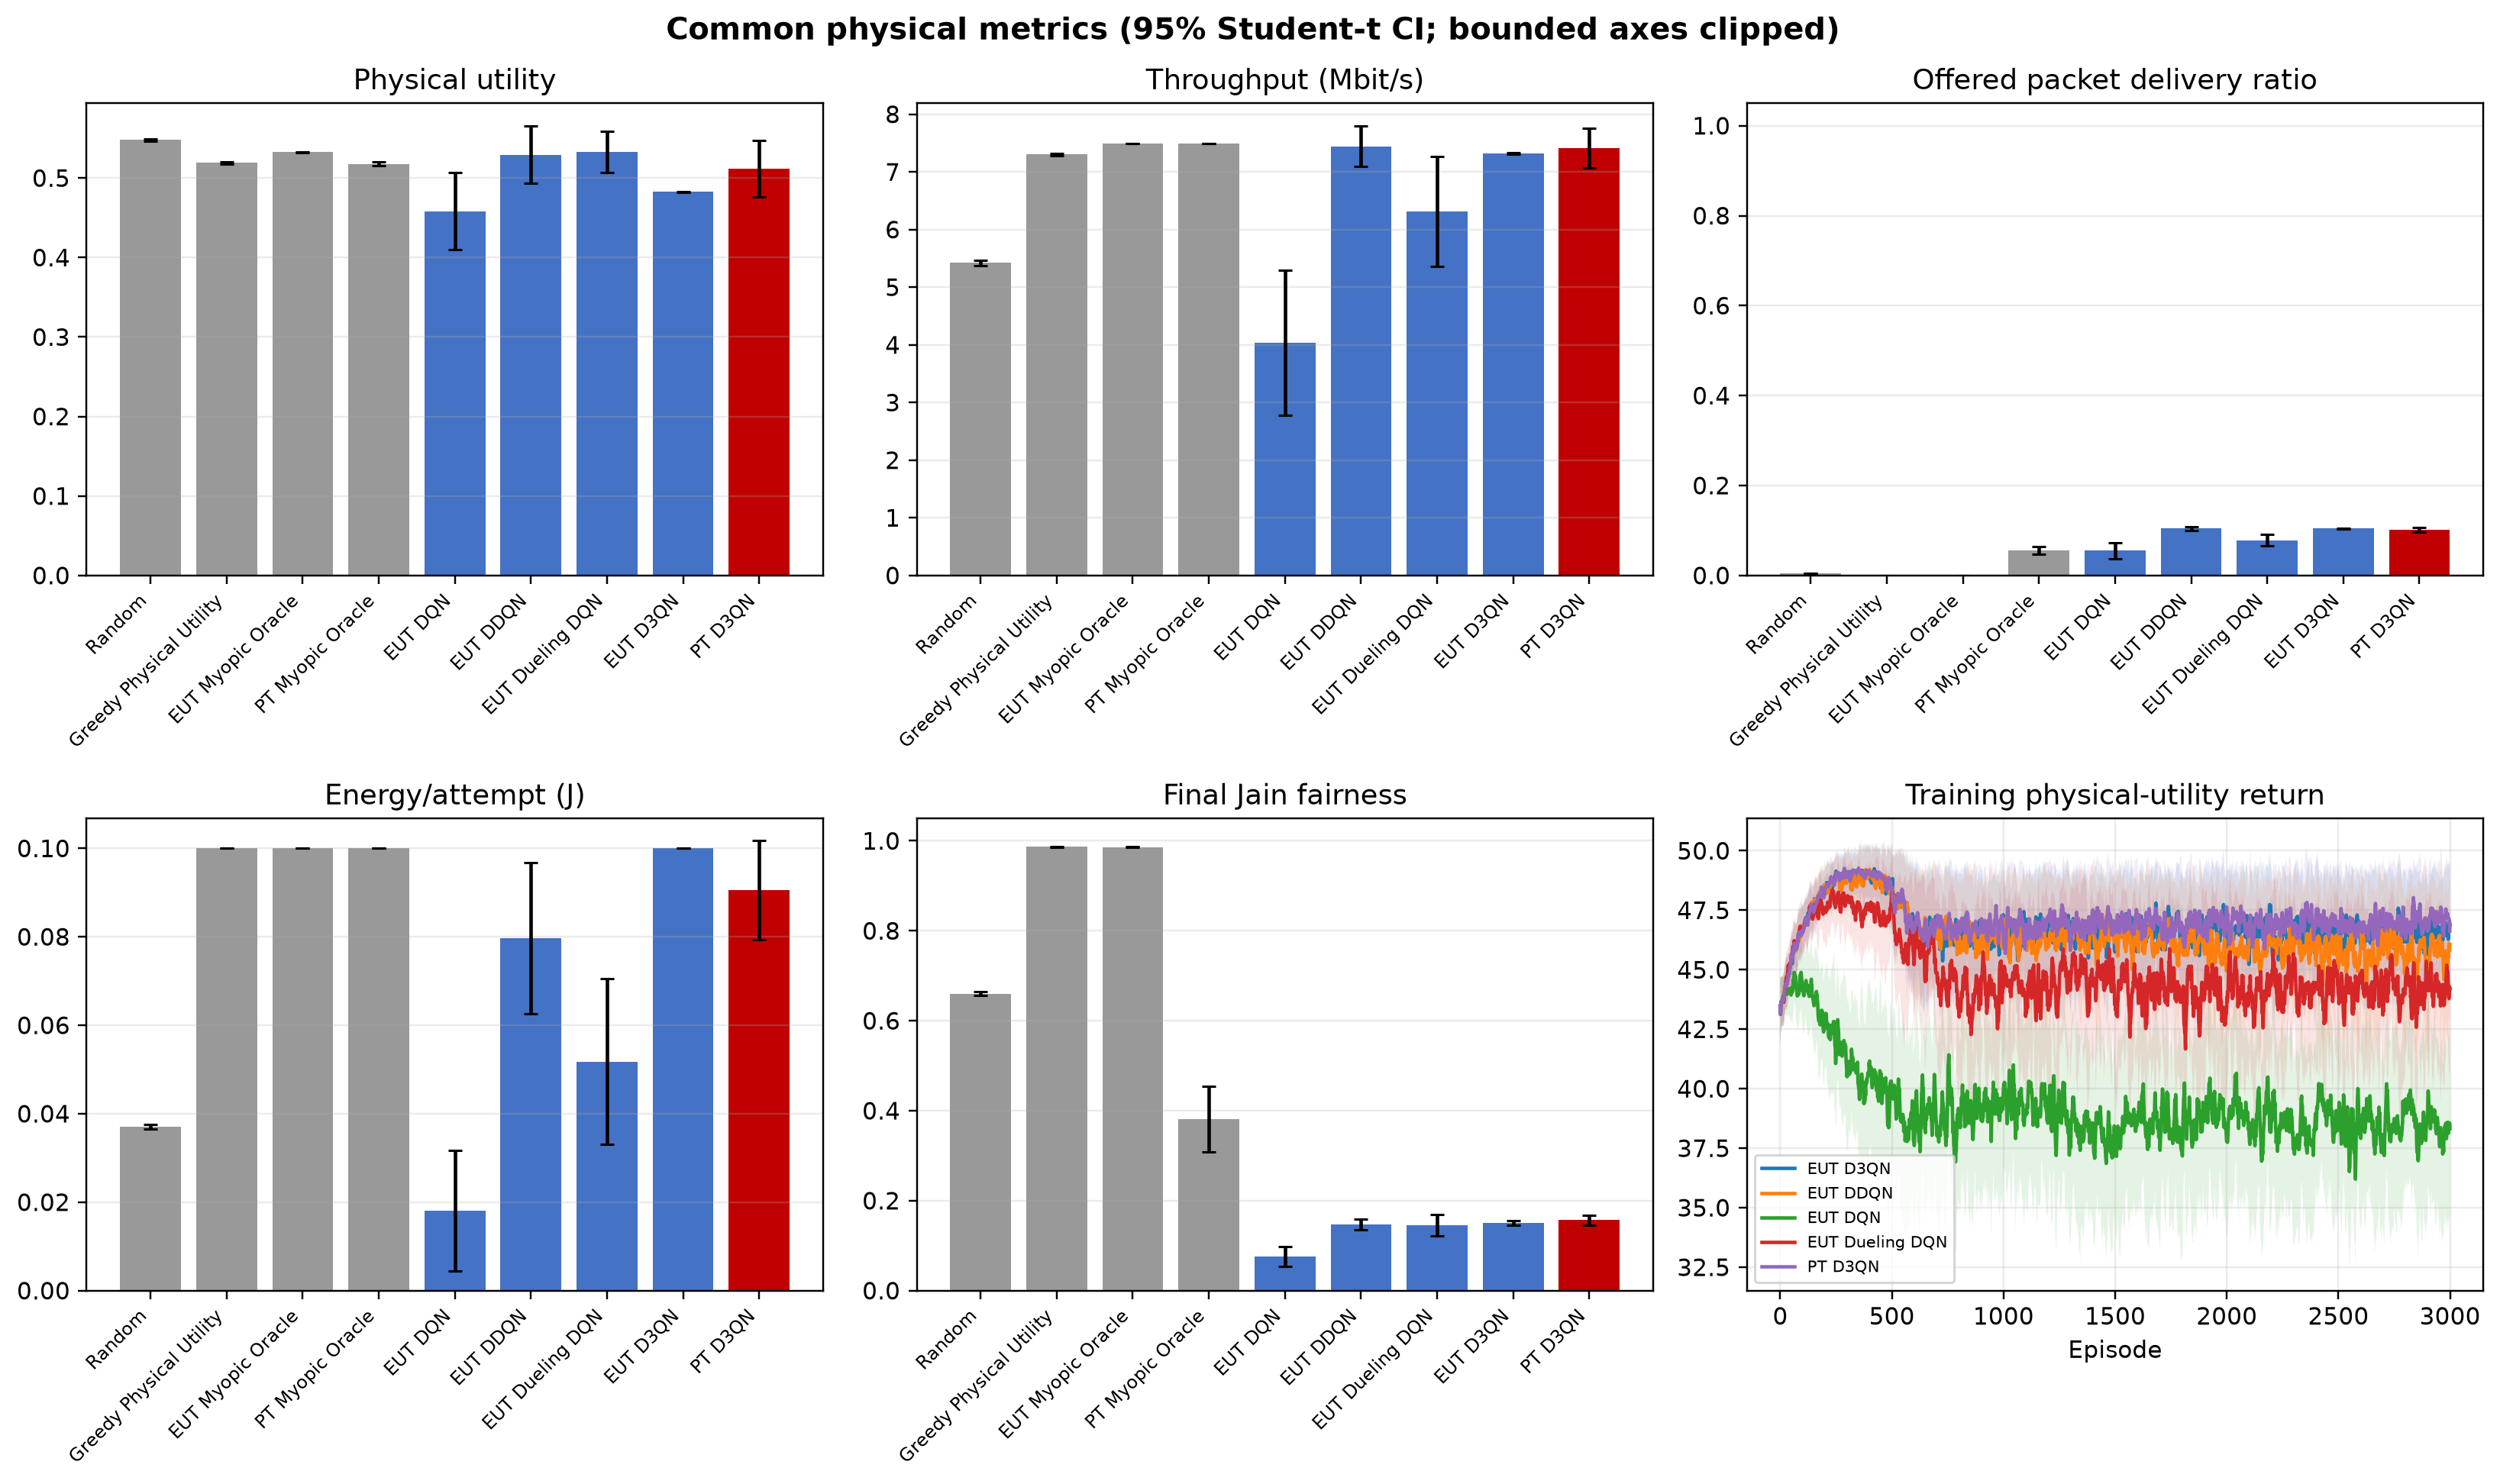 Common physical metrics (95% Student-t CI; bounded axes clipped)
Physical utility
0.5
0.4
0.3
0.2
0.1
0.0
Random
Greedy Physical Utility
EUT Myopic Oracle
PT Myopic Oracle
EUT DQN
EUT DDQN
EUT Dueling DQN
EUT D3QN
PT D3QN
Throughput (Mbit/s)
8
7
6
5
4
3
2
1
0
Random
Greedy Physical Utility
EUT Myopic Oracle
PT Myopic Oracle
EUT DQN
EUT DDQN
EUT Dueling DQN
EUT D3QN
PT D3QN
Offered packet delivery ratio
1.0
0.8
0.6
0.4
0.2
0.0
Random
Greedy Physical Utility
EUT Myopic Oracle
PT Myopic Oracle
EUT DQN
EUT DDQN
EUT Dueling DQN
EUT D3QN
PT D3QN
Energy/attempt (J)
0.10
0.08
0.06
0.04
0.02
0.00
Random
Greedy Physical Utility
EUT Myopic Oracle
PT Myopic Oracle
EUT DQN
EUT DDQN
EUT Dueling DQN
EUT D3QN
PT D3QN
Final Jain fairness
1.0
0.8
0.6
0.4
0.2
0.0
Random
Greedy Physical Utility
EUT Myopic Oracle
PT Myopic Oracle
EUT DQN
EUT DDQN
EUT Dueling DQN
EUT D3QN
PT D3QN
Training physical-utility return
50.0
47.5
45.0
42.5
40.0
37.5
35.0
32.5
EUT D3QN
EUT DDQN
EUT DQN
EUT Dueling DQN
PT D3QN
0 500 1000 1500 2000 2500 3000
Episode